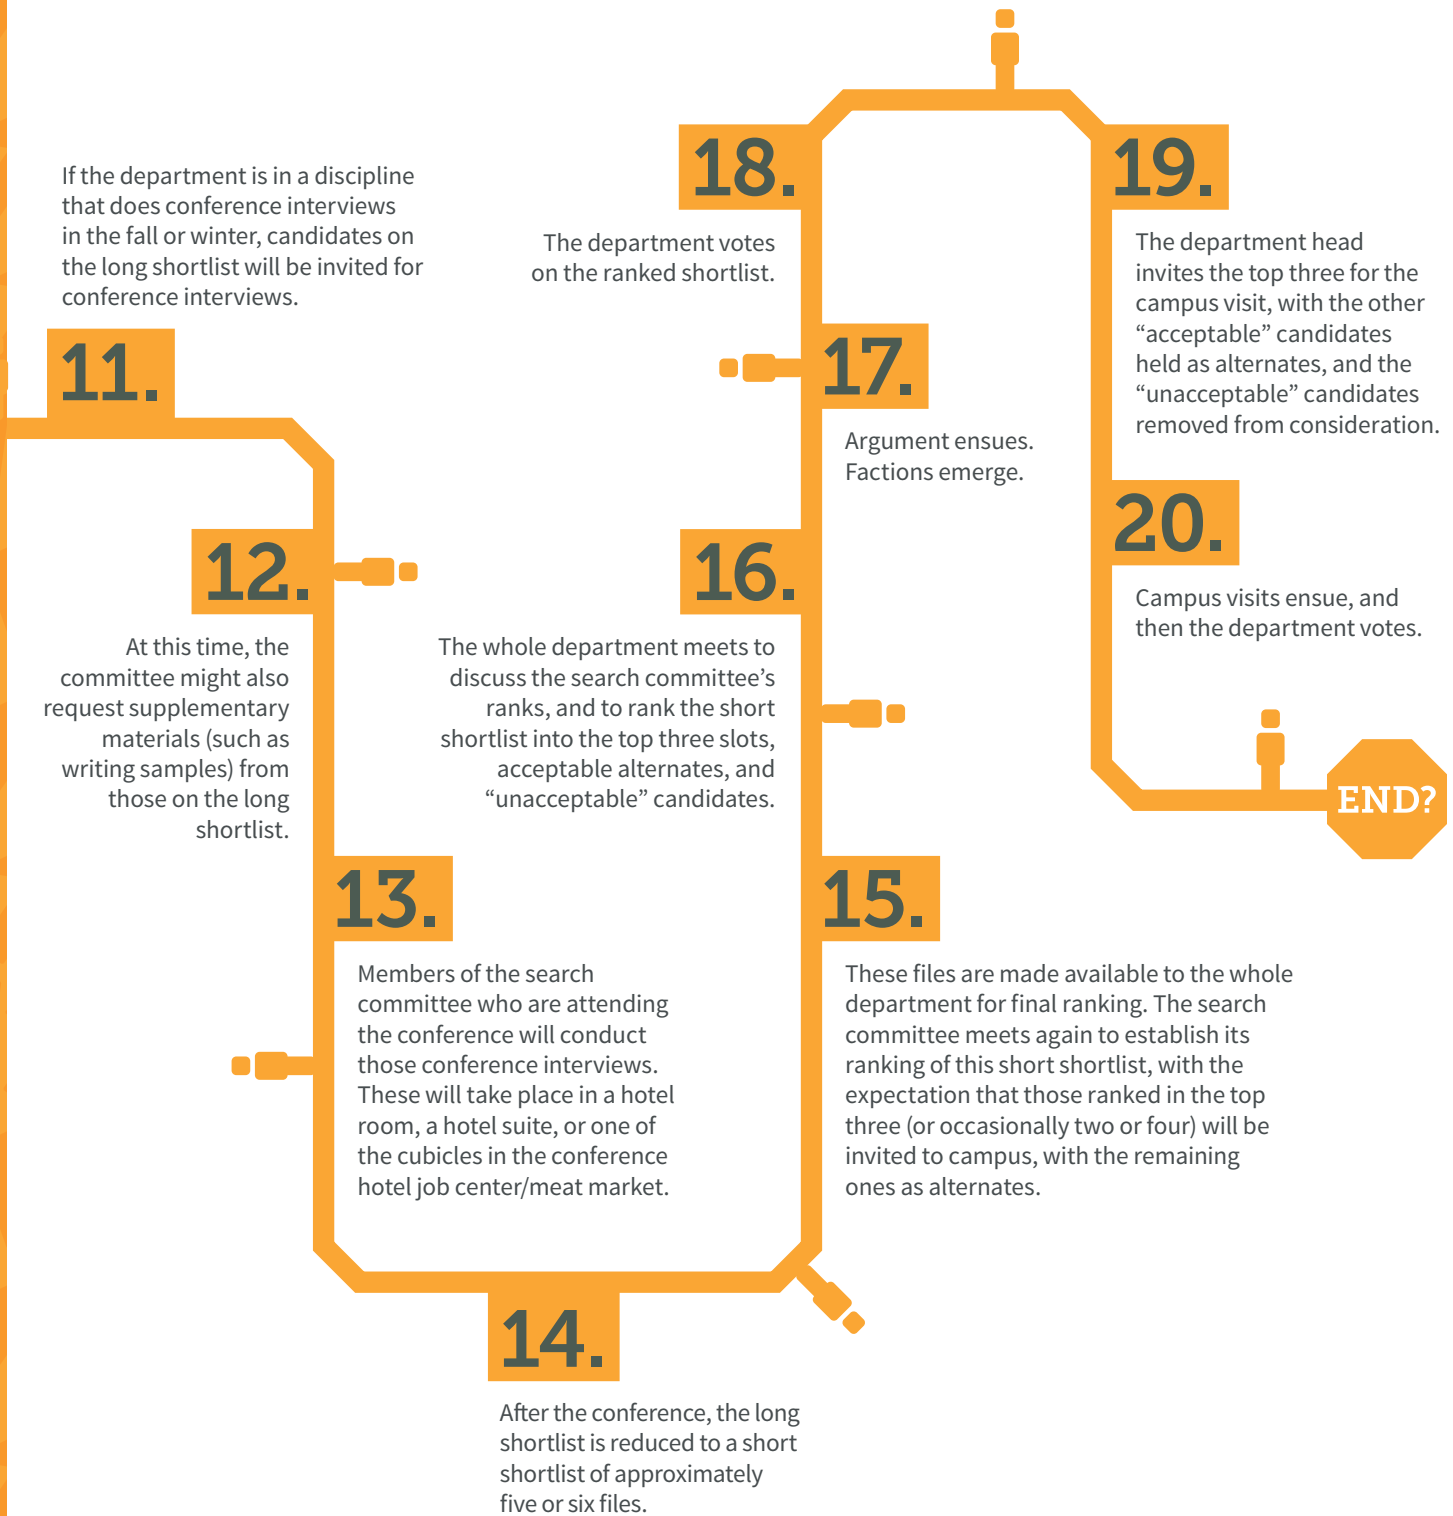 If the department is in a discipline
that does conference interviews
in the fall or winter, candidates on
the long shortlist will be invited for
conference interviews.
11.
12.
At this time, the
committee might also
request supplementary
materials (such as
writing samples) from
those on the long
shortlist.
13.
Members of the search
committee who are attending
the conference will conduct
those conference interviews.
These will take place in a hotel
room, a hotel suite, or one of
the cubicles in the conference
hotel job center/meat market.
14.
After the conference, the long
shortlist is reduced to a short
shortlist of approximately
five or six files.
15.
These files are made available to the whole
department for final ranking. The search
committee meets again to establish its
ranking of this short shortlist, with the
expectation that those ranked in the top
three (or occasionally two or four) will be
invited to campus, with the remaining
ones as alternates.
16.
The whole department meets to
discuss the search committee’s
ranks, and to rank the short
shortlist into the top three slots,
acceptable alternates, and
“unacceptable” candidates.
17.
Argument ensues.
Factions emerge.
18.
The department votes
on the ranked shortlist.
19.
The department head
invites the top three for the
campus visit, with the other
“acceptable” candidates
held as alternates, and the
“unacceptable” candidates
removed from consideration.
20.
Campus visits ensue, and
then the department votes.
END?